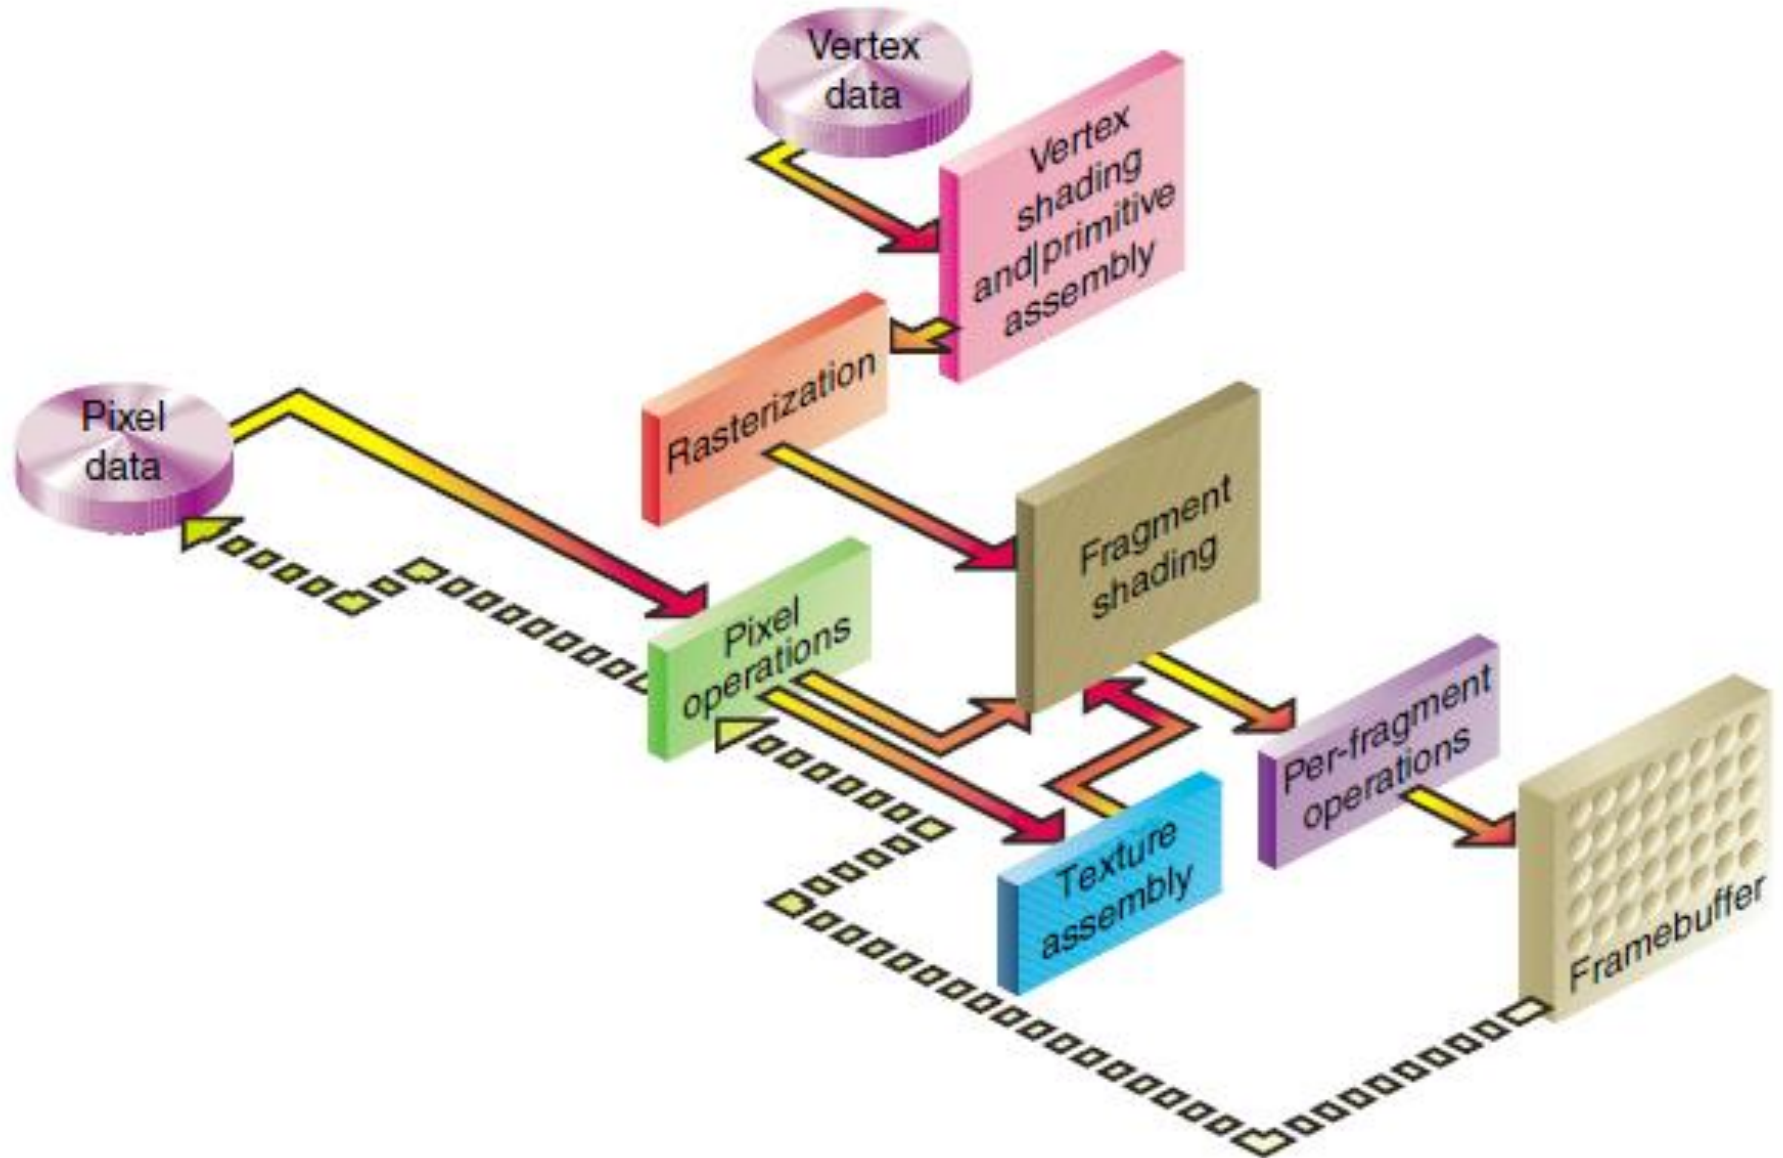 Vertex
data
Vertex
shading
and primitive
assembly
Rasterization
Pixel
data
Fragment
shading
Pixel
operations
Per-fragment
operations
Texture
assembly
Framebuffer